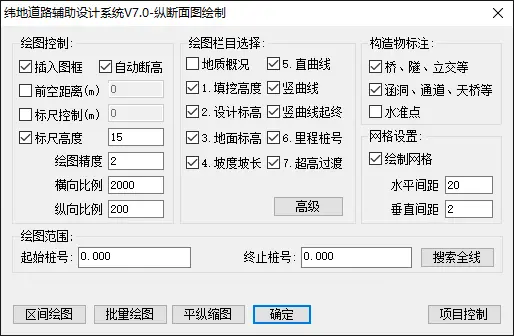 纬地道路辅助设计系统V7.0-纵断面图绘制
绘图控制:
插入图框 自动断高
前空距离(m) 0
标尺控制(m) 0
标尺高度 15
绘图精度 2
横向比例 2000
纵向比例 200
绘图栏目选择:
地质概况 5.直曲线
1.填挖高度 竖曲线
2.设计标高 竖曲线起终
3.地面标高 6.里程桩号
4.坡度坡长 7.超高过渡
高级
构造物标注:
桥、隧、立交等
涵洞、通道、天桥等
水准点
网格设置:
绘制网格
水平间距 20
垂直间距 2
绘图范围:
起始桩号: 0.000 终止桩号: 0.000 搜索全线
区间绘图 批量绘图 平纵缩图 确定 项目控制